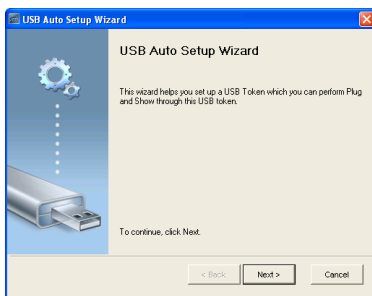 USB Auto Setup Wizard
USB Auto Setup Wizard
This wizard helps you set up a USB Token which you can perform Plug
and Show through this USB token.
To continue, click Next.
< Back
Next >
Cancel